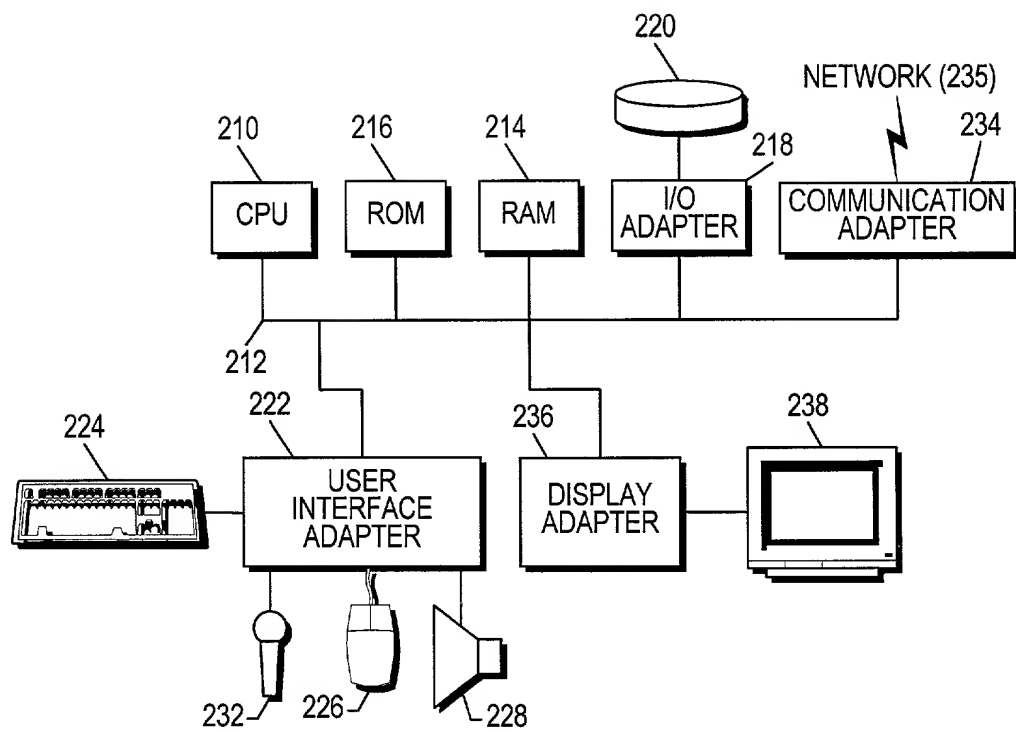 220
NETWORK (235)
210
216
214
218
234
CPU
ROM
RAM
I/O
ADAPTER
COMMUNICATION
ADAPTER
212
222
236
238
224
USER
INTERFACE
ADAPTER
DISPLAY
ADAPTER
232
226
228